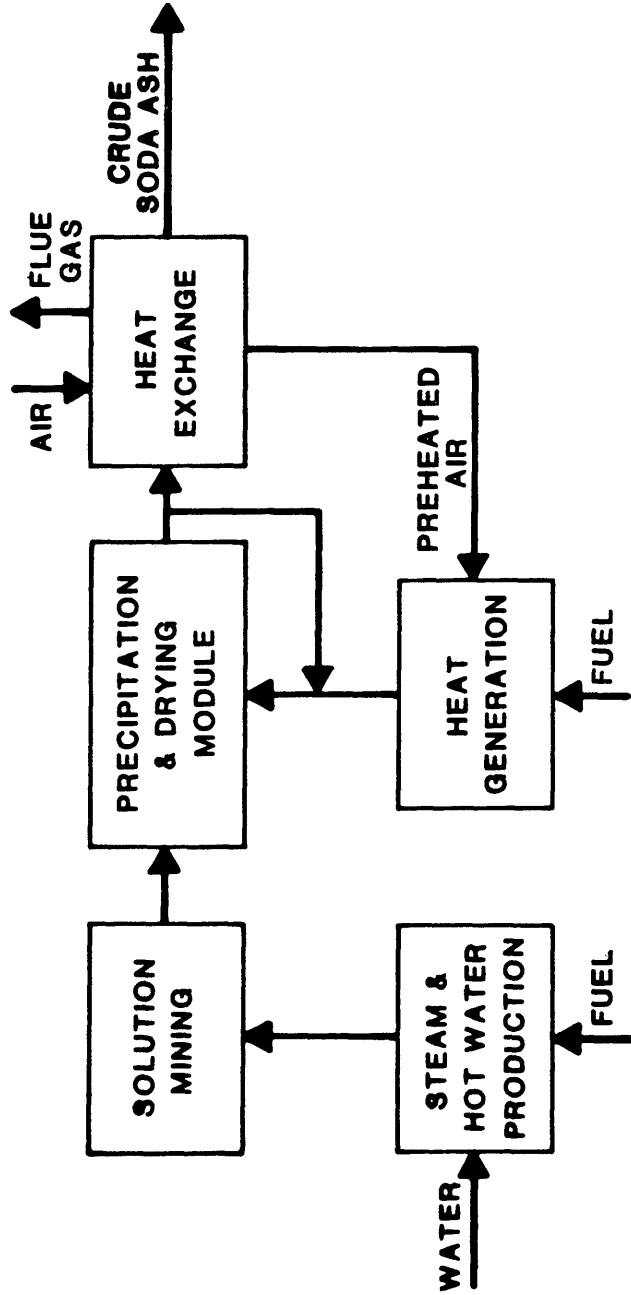 SOLUTION
MINING
PRECIPITATION
& DRYING
MODULE
AIR
FLUE
GAS
HEAT
EXCHANGE
CRUDE
SODA ASH
WATER
STEAM &
HOT WATER
PRODUCTION
FUEL
HEAT
GENERATION
FUEL
PREHEATED
AIR